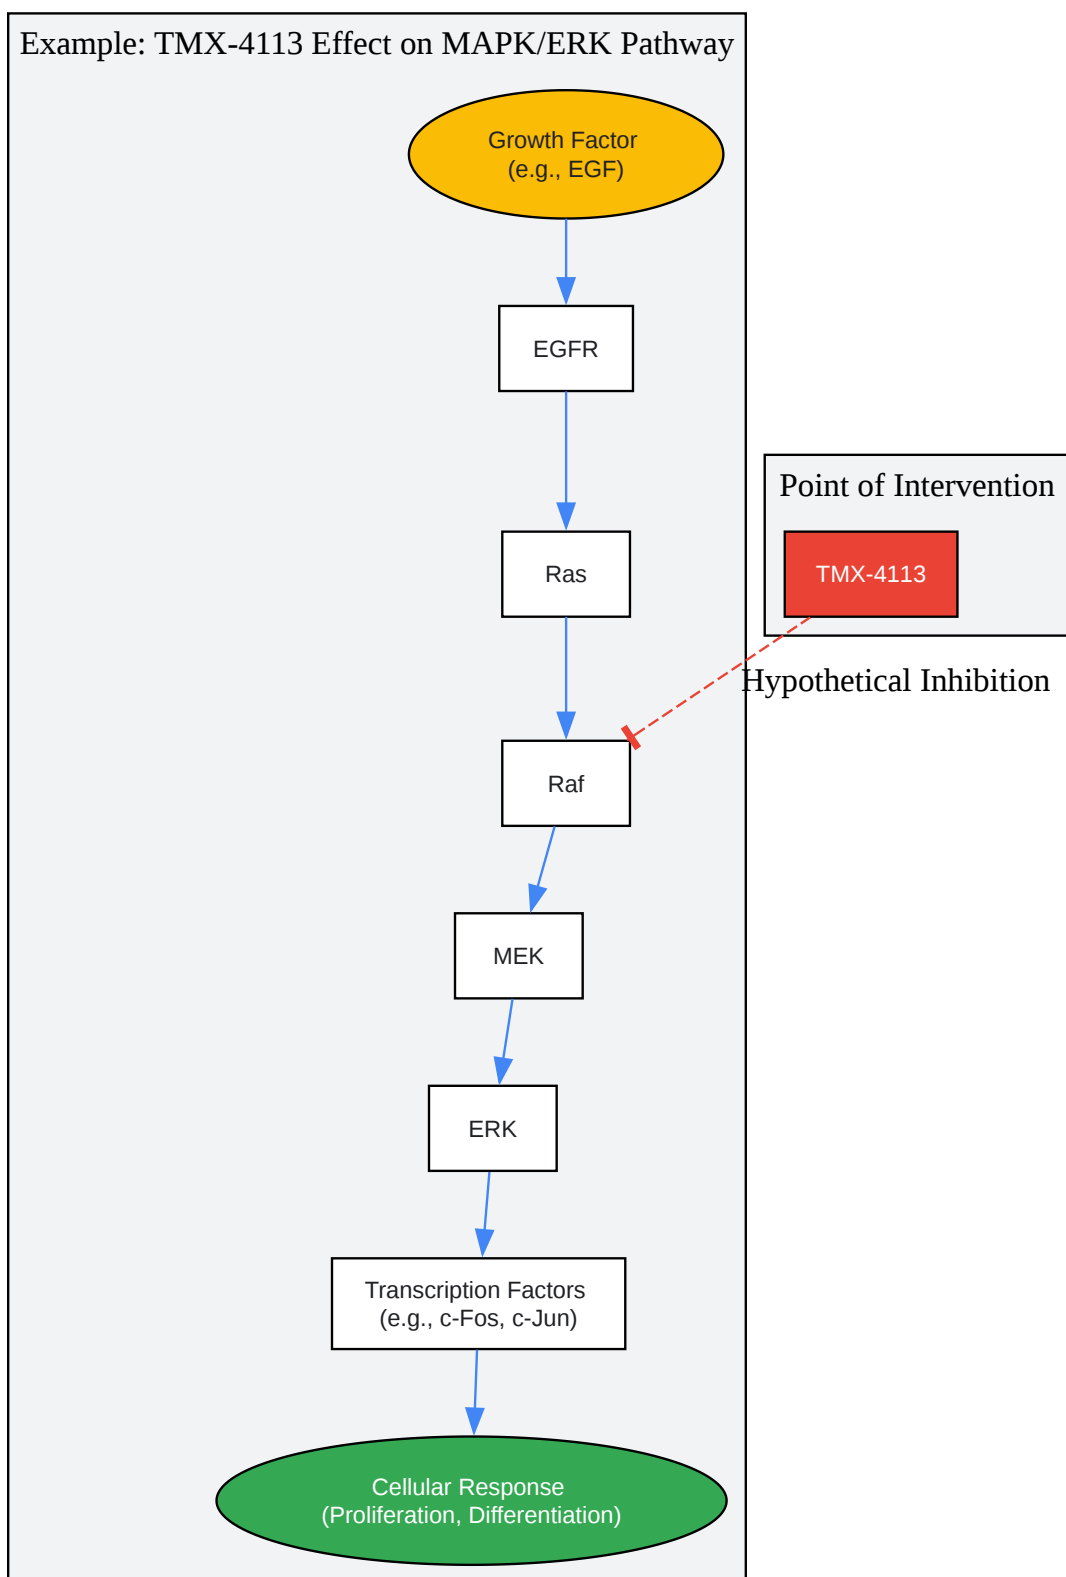 Example: TMX-4113 Effect on MAPK/ERK Pathway
Growth Factor
(e.g., EGF)
EGFR
Point of Intervention
Ras
TMX-4113
Hypothetical Inhibition
Raf
MEK
ERK
Transcription Factors
(e.g., c-Fos, c-Jun)
Cellular Response
(Proliferation, Differentiation)